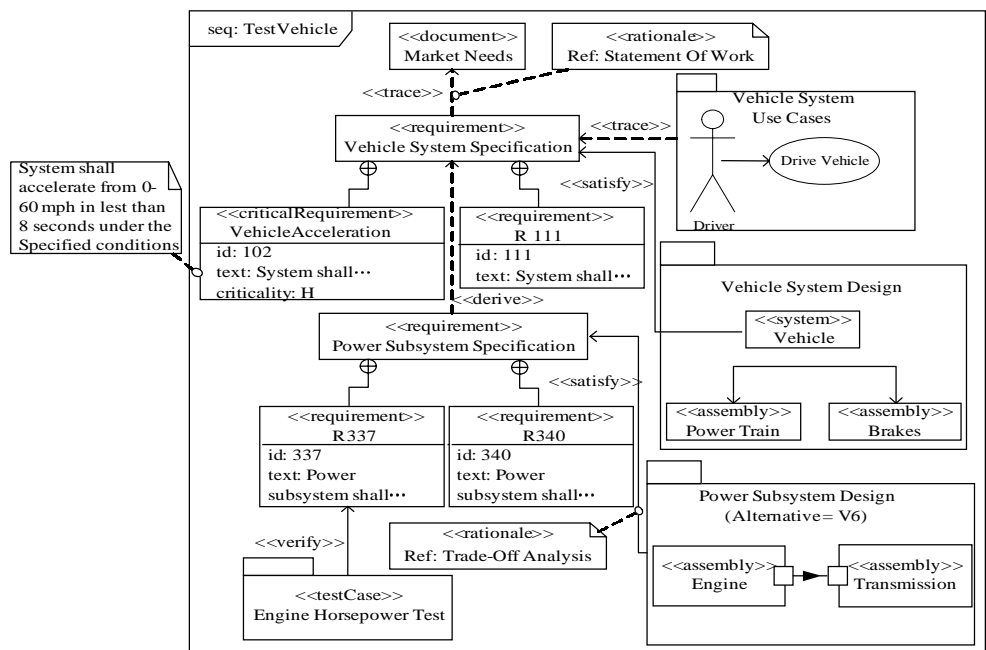 seq: TestVehicle
<<document>>
Market Needs
<<rationale>>
Ref: Statement Of Work
<<trace>>
<<requirement>>
Vehicle System Specification
<<trace>>
Vehicle System
Use Cases
Drive Vehicle
Driver
<<satisfy>>
System shall
accelerate from 0-
60 mph in lest than
8 seconds under the
Specified conditions
<<criticalRequirement>>
VehicleAcceleration
id: 102
text: System shall…
criticality: H
<<requirement>>
R 111
id: 111
text: System shall…
<<derive>>
Vehicle System Design
<<system>>
Vehicle
<<assembly>>
Power Train
<<assembly>>
Brakes
<<requirement>>
Power Subsystem Specification
<<satisfy>>
<<requirement>>
R337
id: 337
text: Power
subsystem shall…
<<requirement>>
R340
id: 340
text: Power
subsystem shall…
<<verify>>
<<rationale>>
Ref: Trade-Off Analysis
<<testCase>>
Engine Horsepower Test
Power Subsystem Design
(Alternative= V6)
<<assembly>>
Engine
<<assembly>>
Transmission